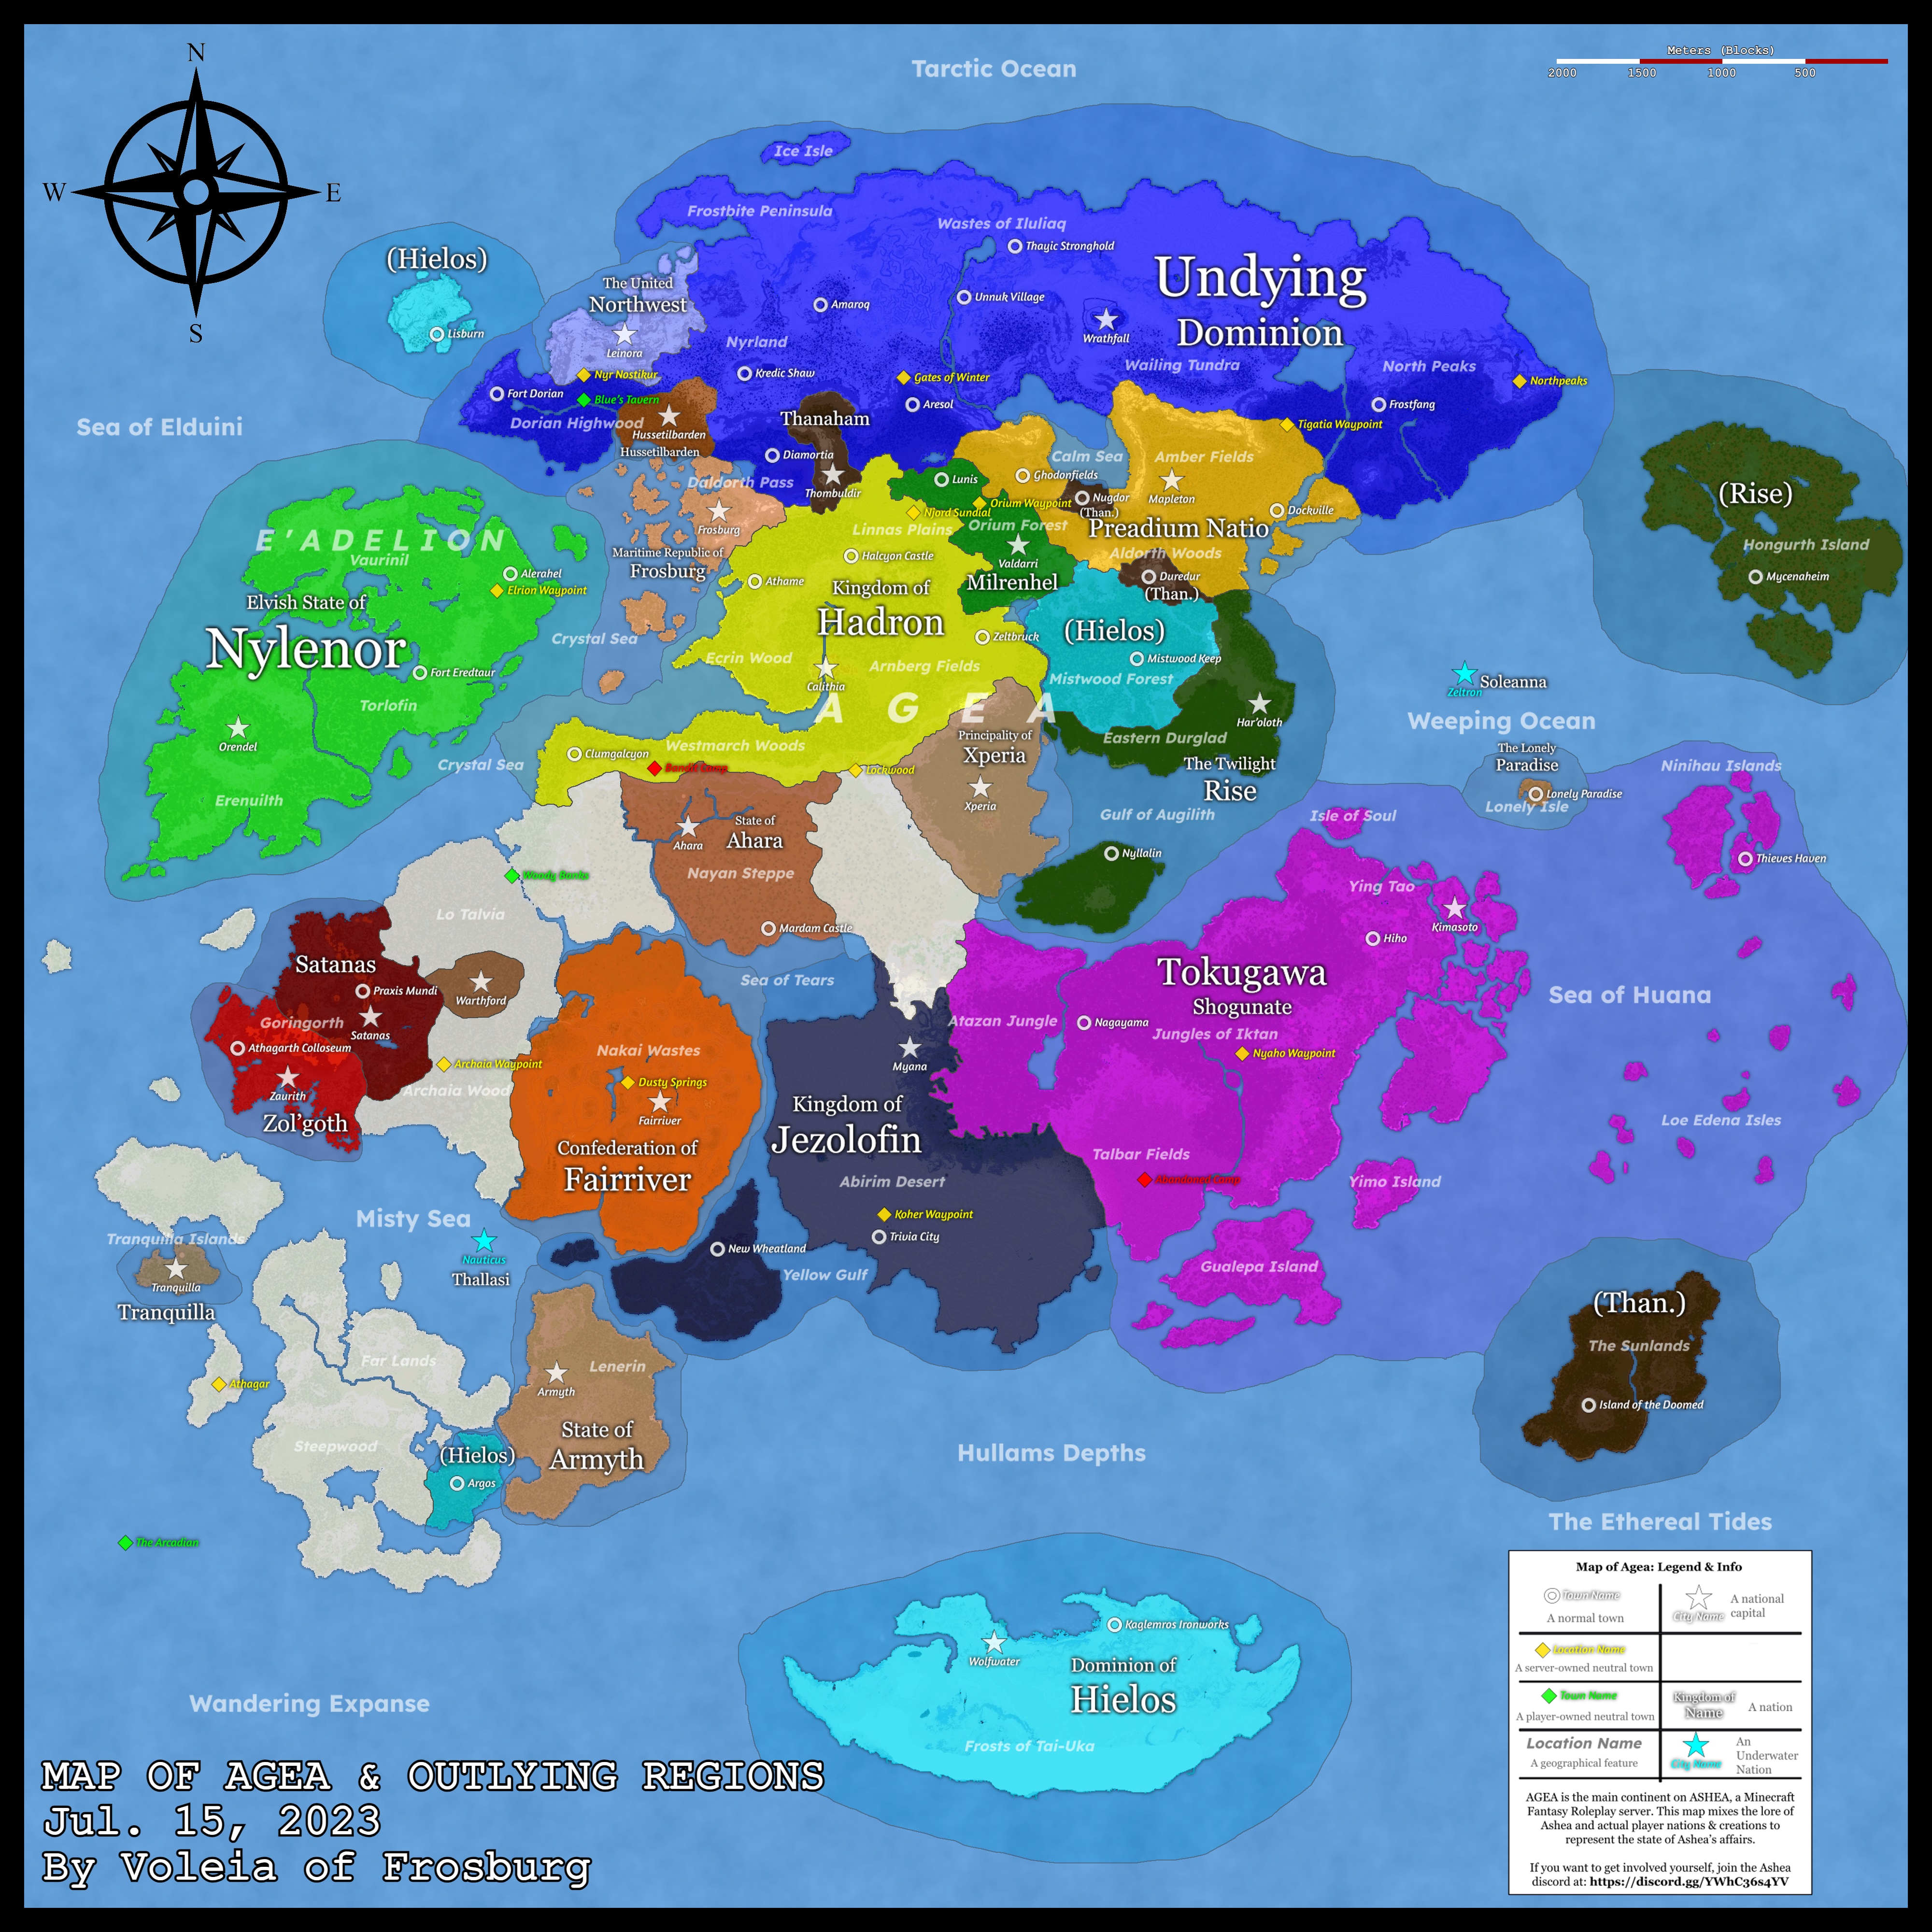 Tarctic Ocean
Meters (Blocks)
2000 1500 1000 500
N
W E
S
Ice Isle
Frostbite Peninsula
Wastes of Iluliaq
Thayic Stronghold
(Hielos)
Lisburn
The United
Northwest
Leinora
Amaroq
Unnuk Village
Undying
Dominion
Wrathfall
Nyrland
Wailing Tundra
North Peaks
Nyr Nostikur
Kredic Shaw
Gates of Winter
Northpeaks
Fort Dorian
Blue's Tavern
Aresol
Frostfang
Dorian Highwood
Hussetilbarden
Hussetilbarden
Thanaham
Tigatia Waypoint
Sea of Elduini
Diamortia
Calm Sea
Amber Fields
Daldorth Pass
Thombuldir
Lunis
Ghodonfields
Nugdor
(Than.)
Mapleton
Orium Waypoint
Njord Sundial
Dockville
(Rise)
Frosburg
Linnas Plains
Orium Forest
Preadium Natio
Hongurth Island
E'ADELION
Vaurinil
Maritime Republic of
Frosburg
Halcyon Castle
Valdarri
Milrenhel
Aldorth Woods
Alerahel
Elrion Waypoint
Athame
Kingdom of
Hadron
Duredur
(Than.)
Mycenaheim
Elvish State of
Nylenor
Crystal Sea
Zeltbruck
(Hielos)
Fort Eredtaur
Ecrin Wood
Arnberg Fields
Mistwood Keep
Calithia
Mistwood Forest
Zeltron
Soleanna
Torlofin
AGEA
Har'oloth
Weeping Ocean
Orendel
Westmarch Woods
Principality of
Xperia
Eastern Durglad
Clumgalcyon
Bandit Camp
Lockwood
The Twilight
Rise
The Lonely
Paradise
Ninihau Islands
Crystal Sea
Erenuilth
Xperia
Lonely Paradise
Lonely Isle
Ahara
State of
Ahara
Gulf of Augilith
Isle of Soul
Nyllalin
Thieves Haven
Woody Banks
Nayan Steppe
Ying Tao
Lo Talvia
Mardam Castle
Kimasoto
Hiho
Satanas
Praxis Mundi
Warthford
Sea of Tears
Tokugawa
Shogunate
Sea of Huana
Satanas
Goringorth
Athagarth Colloseum
Atazan Jungle
Nagayama
Jungles of Iktan
Nakai Wastes
Myana
Nyaho Waypoint
Archaia Waypoint
Zaurith
Archaia Wood
Dusty Springs
Fairriver
Zol'goth
Kingdom of
Jezolofin
Loe Edena Isles
Confederation of
Fairriver
Talbar Fields
Abirim Desert
Abandoned Camp
Yimo Island
Misty Sea
Koher Waypoint
Tranquilia Islands
Nauticus
Thallasi
New Wheatland
Trivia City
Tranquilla
Tranquilla
Yellow Gulf
Gualepa Island
(Than.)
The Sunlands
Far Lands
Lenerin
Athagar
Armyth
Island of the Doomed
Steepwood
(Hielos)
Argos
State of
Armyth
Hullams Depths
The Ethereal Tides
The Arcadian
Kaglemros Ironworks
Wolfwater
Dominion of
Hielos
Frosts of Tai-Uka
Wandering Expanse
MAP OF AGEA & OUTLYING REGIONS
Jul. 15, 2023
By Voleia of Frosburg
Map of Agea: Legend & Info
Town Name
A normal town
City Name
A national
capital
Location Name
A server-owned neutral town
Town Name
A player-owned neutral town
Kingdom of
Name
A nation
Location Name
A geographical feature
City Name
An
Underwater
Nation
AGEA is the main continent on ASHEA, a Minecraft
Fantasy Roleplay server. This map mixes the lore of
Ashea and actual player nations & creations to
represent the state of Ashea's affairs.
If you want to get involved yourself, join the Ashea
discord at: https://discord.gg/YWhC36s4YV